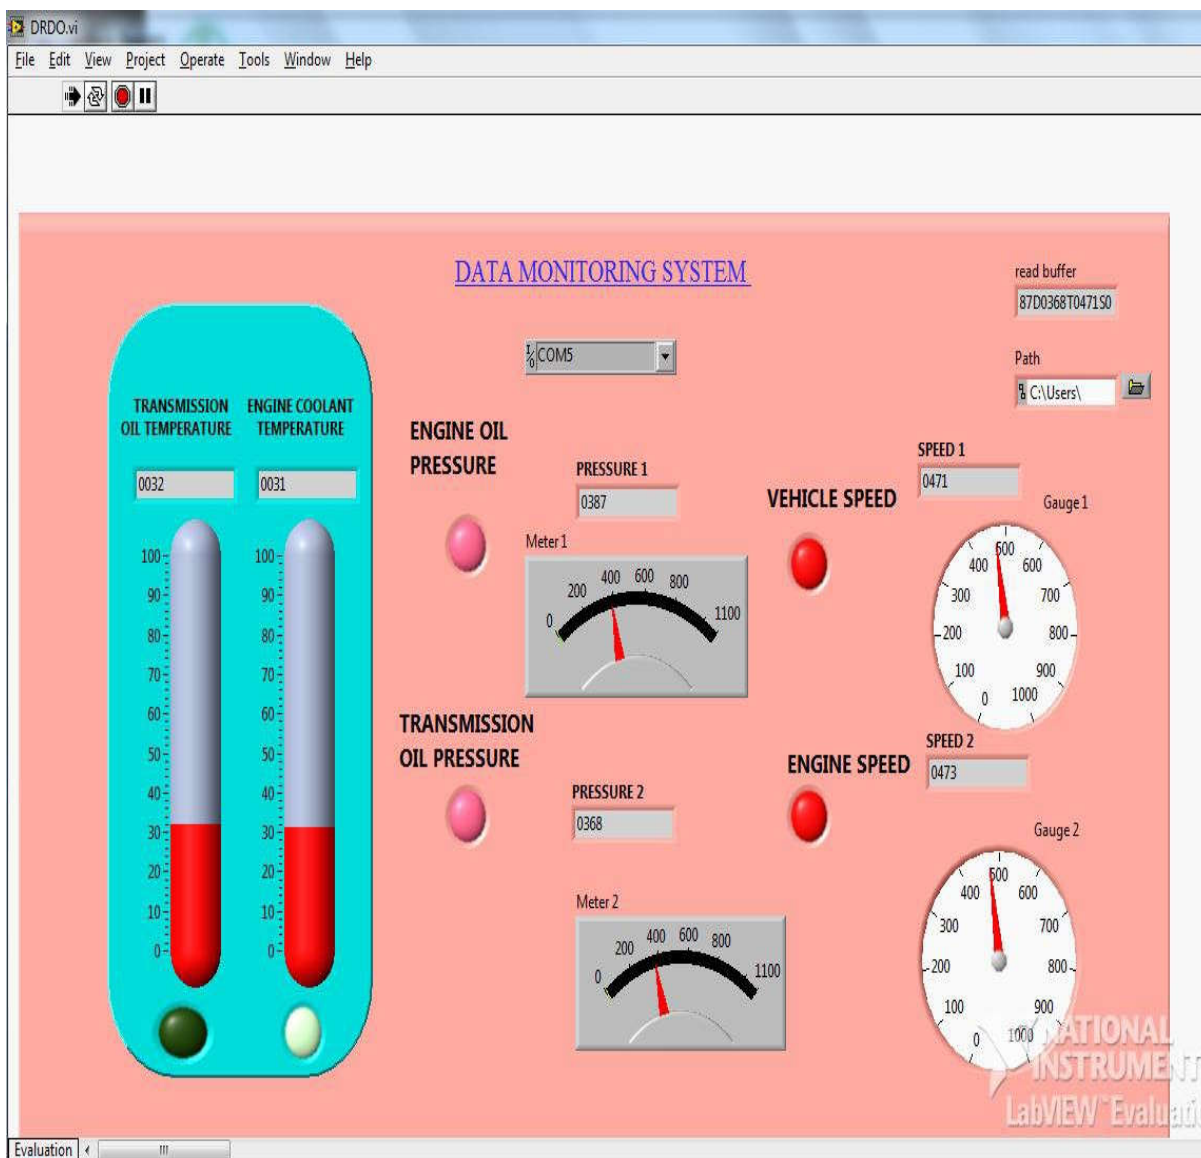 DRDO.vi
File Edit View Project Operate Tools Window Help
DATA MONITORING SYSTEM
read buffer
87D0368T0471S0
COM5
Path
C:\Users\
TRANSMISSION
OIL TEMPERATURE
0032
100
90
80
70
60
50
40
30
20
10
0
ENGINE COOLANT
TEMPERATURE
0031
100
90
80
70
60
50
40
30
20
10
0
ENGINE OIL
PRESSURE
PRESSURE 1
0387
Meter 1
0 200 400 600 800 1100
VEHICLE SPEED
SPEED 1
0471
Gauge 1
0 100 200 300 400 500 600 700 800 900 1000
TRANSMISSION
OIL PRESSURE
PRESSURE 2
0368
Meter 2
0 200 400 600 800 1100
ENGINE SPEED
SPEED 2
0473
Gauge 2
0 100 200 300 400 500 600 700 800 900 1000
NATIONAL
INSTRUMENT
LabVIEW™ Evaluati
Evaluation